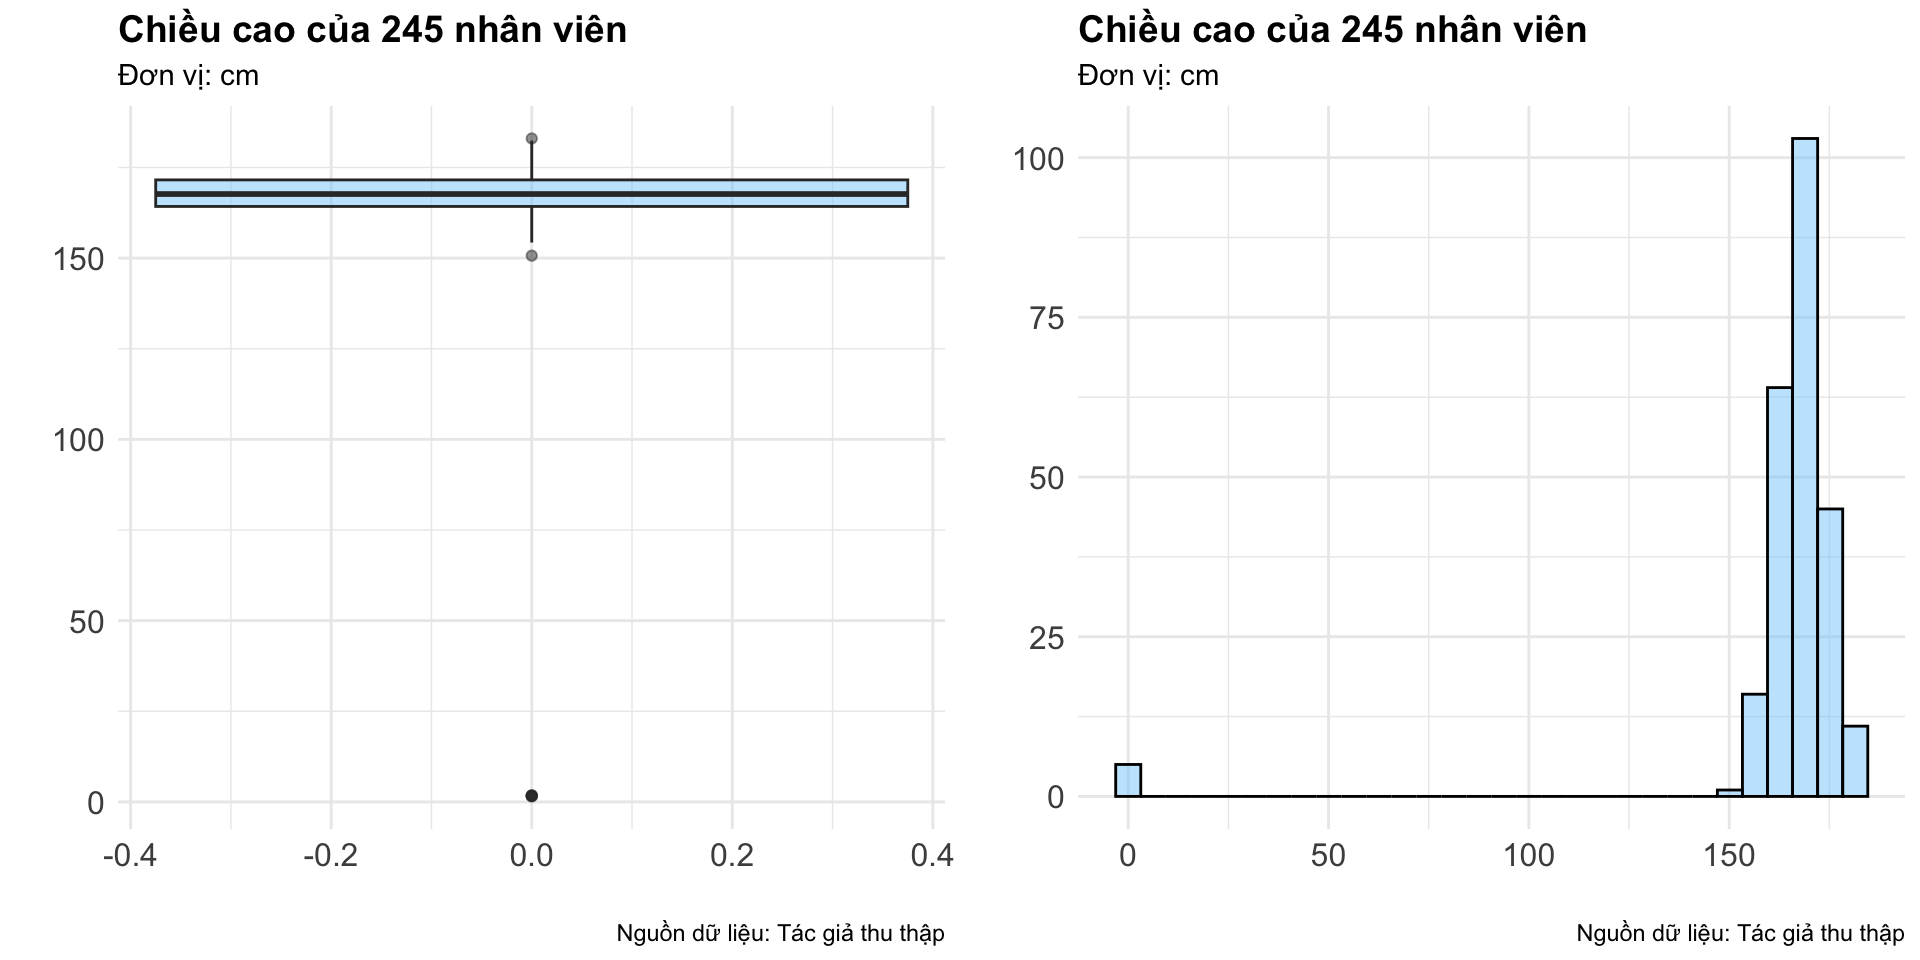 Chiều cao của 245 nhân viên
Đơn vị: cm
150
100
50
0
-0.4 -0.2 0.0 0.2 0.4
Nguồn dữ liệu: Tác giả thu thập
Chiều cao của 245 nhân viên
Đơn vị: cm
100
75
50
25
0
0 50 100 150
Nguồn dữ liệu: Tác giả thu thập